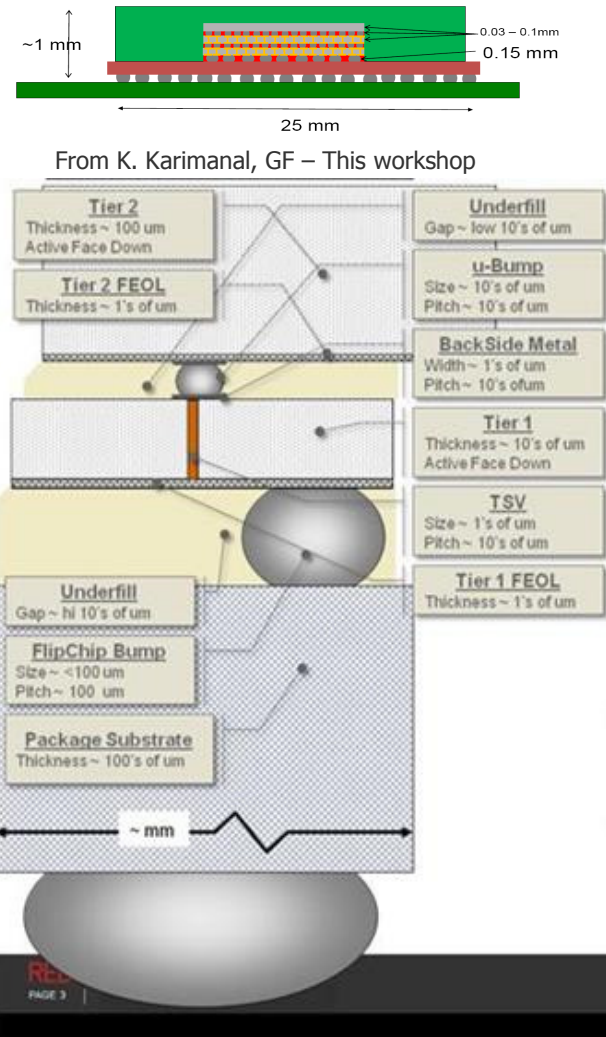 ~1 mm
0.03 – 0.1mm
0.15 mm
25 mm
From K. Karimanal, GF – This workshop
Tier 2
Thickness ~ 100 um
Active Face Down
Tier 2 FEOL
Thickness ~ 1's of um
Underfill
Gap ~ low 10's of um
u-Bump
Size ~ 10's of um
Pitch ~ 10's of um
BackSide Metal
Width ~ 1's of um
Pitch ~ 10's ofum
Tier 1
Thickness ~ 10's of um
Active Face Down
TSV
Size ~ 1's of um
Pitch ~ 10's of um
Tier 1 FEOL
Thickness ~ 1's of um
Underfill
Gap ~ hi 10's of um
FlipChip Bump
Size ~ <100 um
Pitch ~ 100 um
Package Substrate
Thickness ~ 100's of um
~ mm
PAGE 3